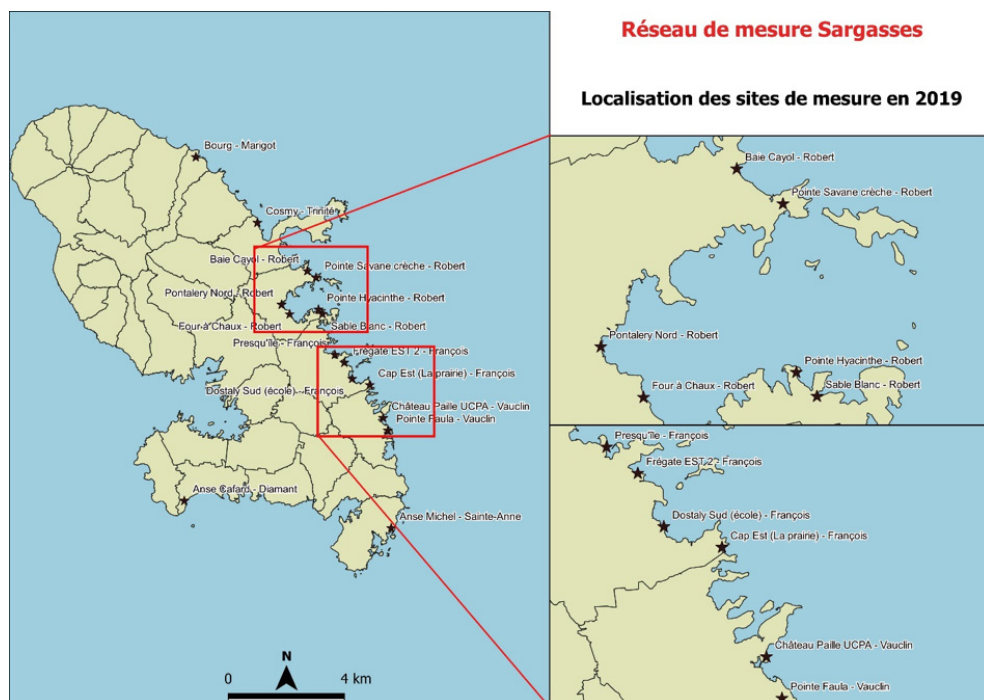 Réseau de mesure Sargasses
Localisation des sites de mesure en 2019
Bourg - Marigot
Cosmy - Trinité
Baie Cayol - Robert
Pointe Savane crèche - Robert
Pontalery Nord - Robert
Pointe Hyacinthe - Robert
Four à Chaux - Robert
Sable Blanc - Robert
Presqu'île - François
Frégate EST 2 - François
Cap Est (La prairie) - François
Dostaly Sud (école) - François
Château Paille UCPA - Vauclin
Pointe Faula - Vauclin
Anse Cafard - Diamant
Anse Michel - Sainte-Anne
N
0 4 km
Baie Cayol - Robert
Pointe Savane crèche - Robert
Pontalery Nord - Robert
Pointe Hyacinthe - Robert
Four à Chaux - Robert
Sable Blanc - Robert
Presqu'île - François
Frégate EST 2 - François
Dostaly Sud (école) - François
Cap Est (La prairie) - François
Château Paille UCPA - Vauclin
Pointe Faula - Vauclin